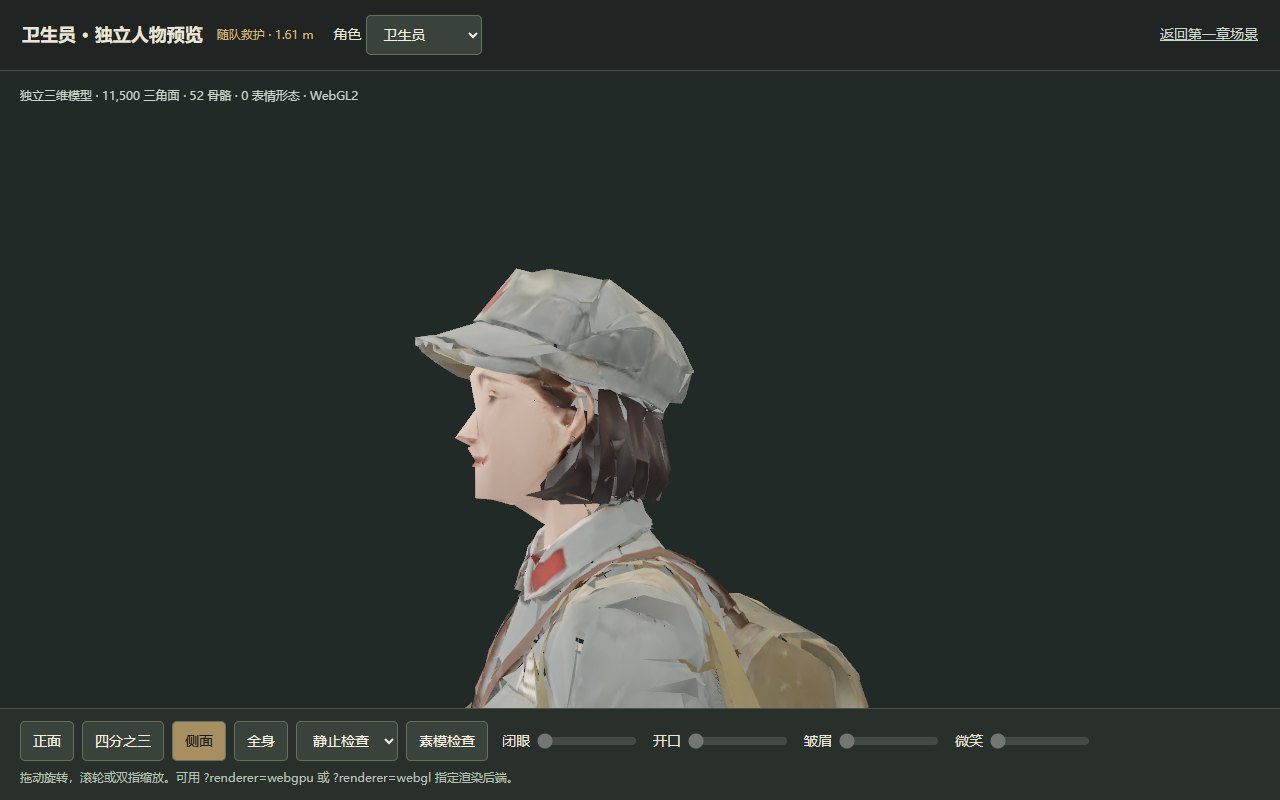 卫生员 • 独立人物预览 随队救护 · 1.61 m 角色 卫生员 返回第一章场景
独立三维模型 · 11,500 三角面 · 52 骨骼 · 0 表情形态 · WebGL2
正面 四分之三 侧面 全身 静止检查 素模检查 闭眼 开口 皱眉 微笑
拖动旋转，滚轮或双指缩放。可用 ?renderer=webgpu 或 ?renderer=webgl 指定渲染后端。